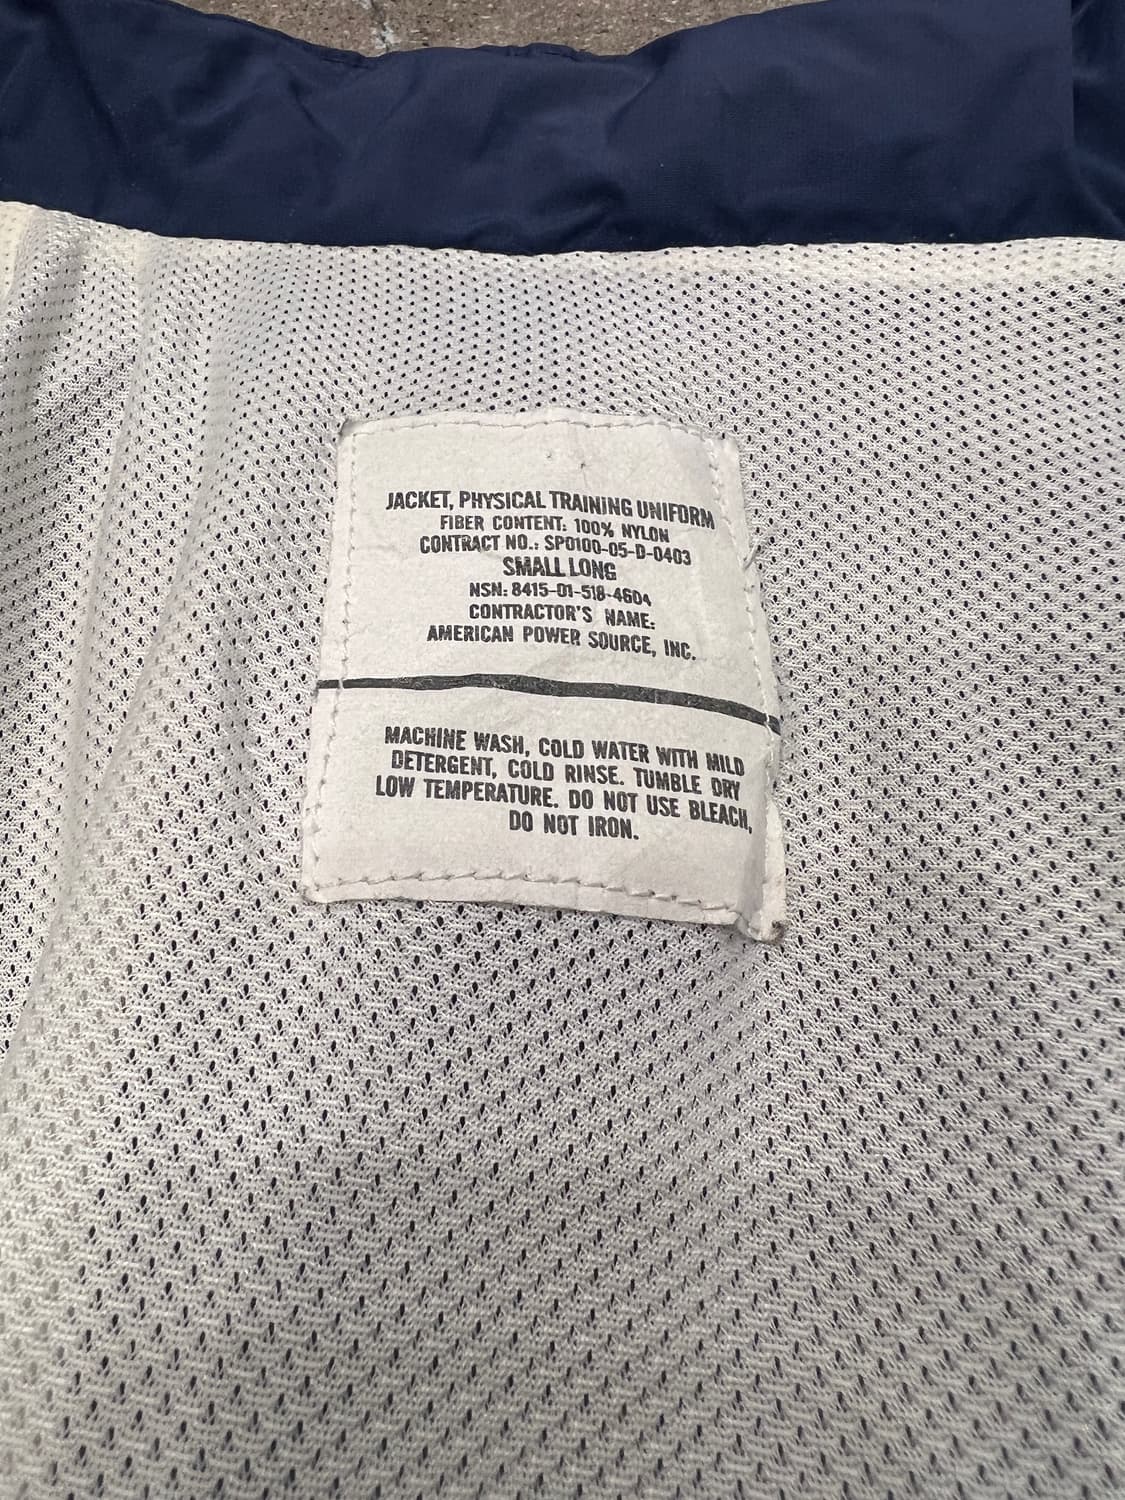 JACKET, PHYSICAL TRAINING UNIFORM
FIBER CONTENT: 100% NYLON
CONTRACT NO.: SP0100-05-D-0403
SMALL LONG
NSN: 8415-01-518-4604
CONTRACTOR'S NAME:
AMERICAN POWER SOURCE, INC.
MACHINE WASH, COLD WATER WITH MILD
DETERGENT, COLD RINSE. TUMBLE DRY
LOW TEMPERATURE. DO NOT USE BLEACH,
DO NOT IRON.